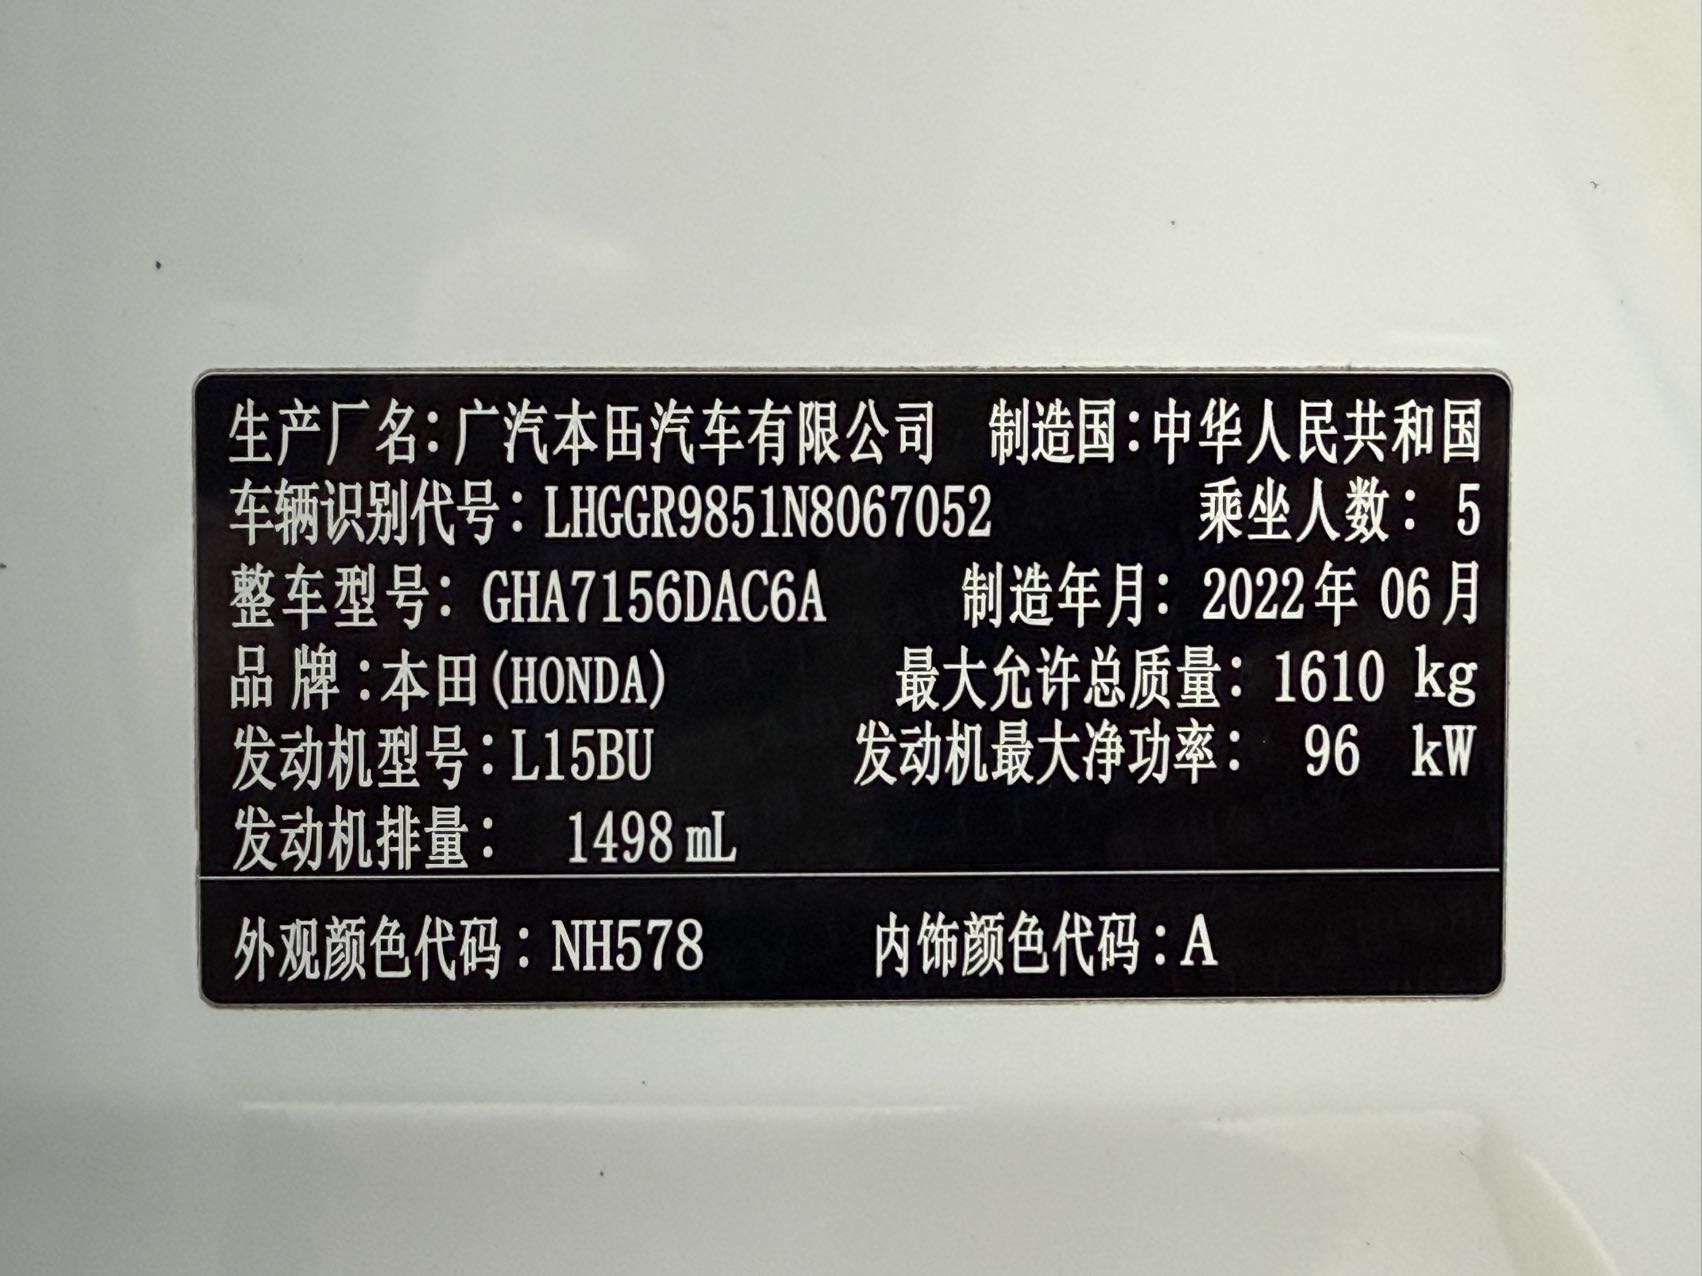 生产厂名：广汽本田汽车有限公司 制造国：中华人民共和国
车辆识别代号：LHGGR9851N8067052 乘坐人数：5
整车型号：GHA7156DAC6A 制造年月：2022年 06月
品 牌：本田(HONDA) 最大允许总质量：1610 kg
发动机型号：L15BU 发动机最大净功率：96 kW
发动机排量：1498 mL
外观颜色代码：NH578 内饰颜色代码：A